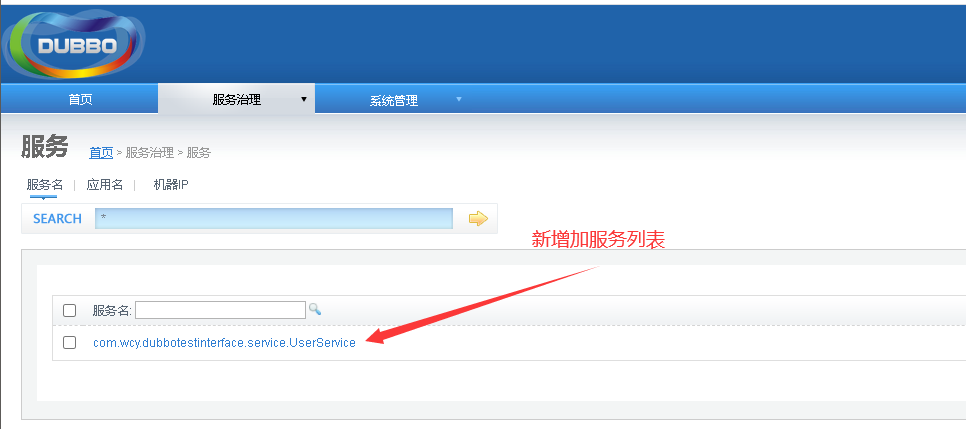 DUBBO
首页 服务治理 系统管理
服务 首页 > 服务治理 > 服务
服务名 | 应用名 | 机器IP
SEARCH *
新增加服务列表
服务名:
com.wcy.dubbotestinterface.service.UserService